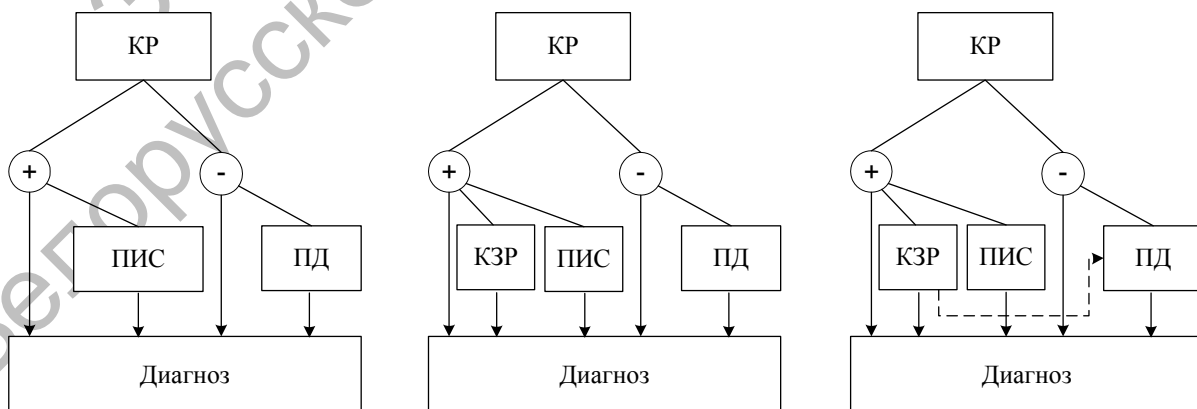 КР КР КР
+ - + - + -
ПИС ПД КЗР ПИС ПД КЗР ПИС ПД
Диагноз Диагноз Диагноз